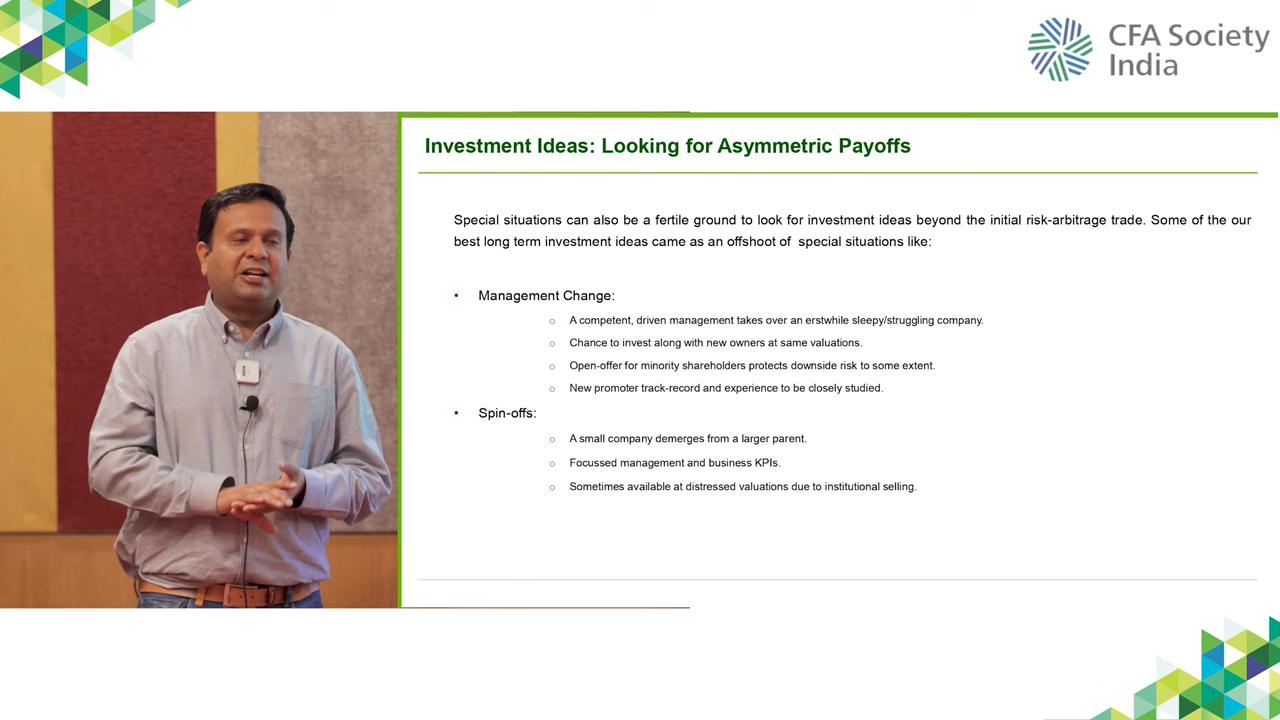 CFA Society
India
Investment Ideas: Looking for Asymmetric Payoffs
Special situations can also be a fertile ground to look for investment ideas beyond the initial risk-arbitrage trade. Some of the our
best long term investment ideas came as an offshoot of special situations like:
• Management Change:
○ A competent, driven management takes over an erstwhile sleepy/struggling company.
○ Chance to invest along with new owners at same valuations.
○ Open-offer for minority shareholders protects downside risk to some extent.
○ New promoter track-record and experience to be closely studied.
• Spin-offs:
○ A small company demerges from a larger parent.
○ Focussed management and business KPIs.
○ Sometimes available at distressed valuations due to institutional selling.